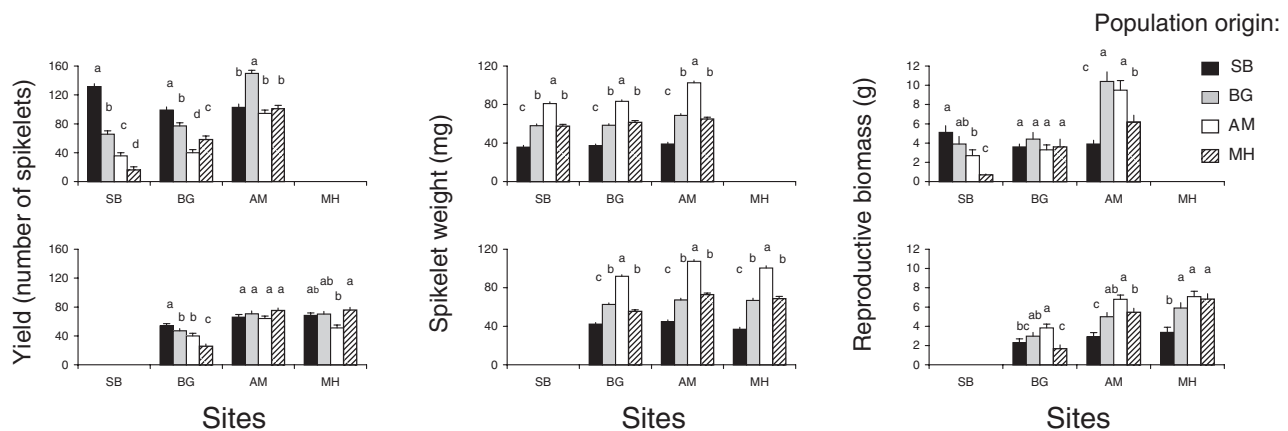 Population origin:
SB
BG
AM
MH
Yield (number of spikelets)
160
120
80
40
0
a
b
c
d
a
b
d
c
b
a
b
b
SB BG AM MH
160
120
80
40
0
a
b b
c
a a a a
ab ab
b
a
SB BG AM MH
Sites
Spikelet weight (mg)
120
80
40
0
c b a b
c b a b
c b a b
SB BG AM MH
120
80
40
0
c b a b
c b a b
c b a b
SB BG AM MH
Reproductive biomass (g)
12
10
8
6
4
2
0
a
ab
b
c
a a a a
c
a
a
b
SB BG AM MH
12
10
8
6
4
2
0
bc
ab
a
c
c
ab
a
b
b
a
a
a
SB BG AM MH
Sites